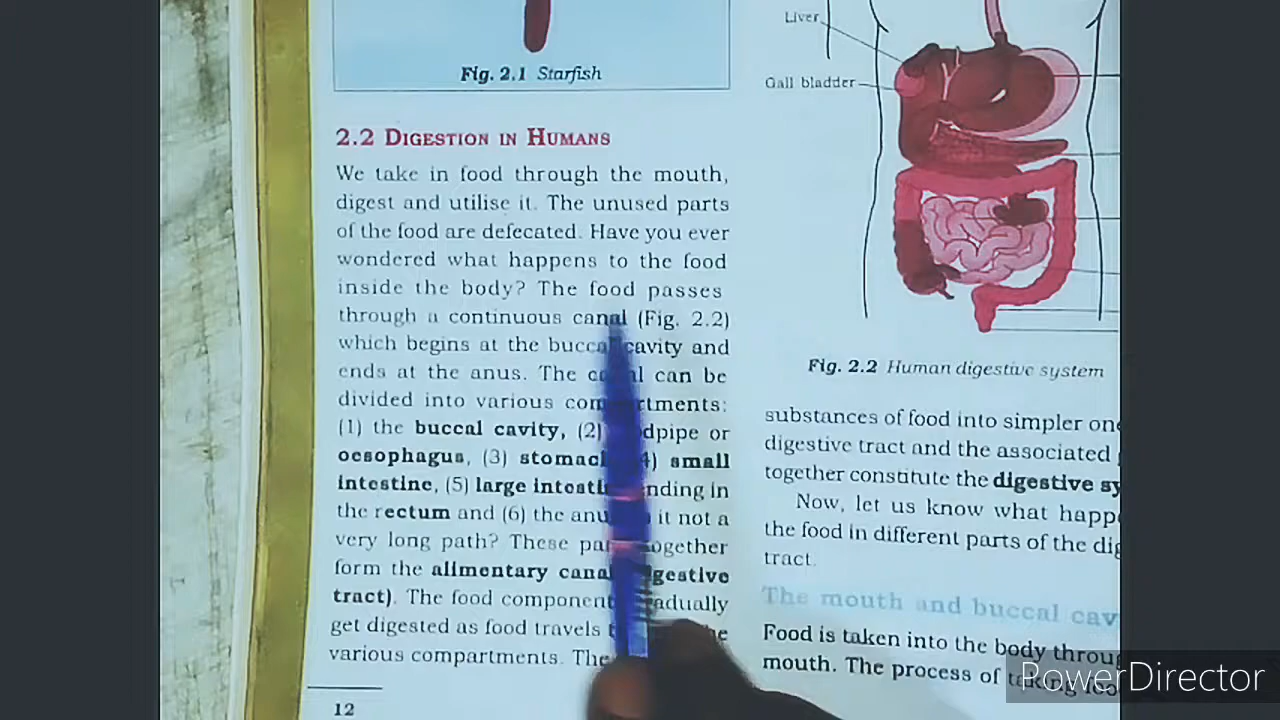 Fig. 2.1 Starfish
2.2 DIGESTION IN HUMANS
We take in food through the mouth,
digest and utilise it. The unused parts
of the food are defecated. Have you ever
wondered what happens to the food
inside the body? The food passes
through a continuous canal (Fig. 2.2)
which begins at the buccal cavity and
ends at the anus. The can be
divided into various
(1) the buccal cavity, (2) or
oesophagus, (3) stomach 4) small
intestine, (5) large ending in
the rectum and (6) the it not a
very long path? These together
form the alimentary
tract). The food gradually
get digested as food travels
various compartments. The
12
Liver
Gall bladder
Fig. 2.2 Human digestive system
substances of food into simpler
digestive tract and the associated
together constitute the digestive
Now, let us know what
the food in different parts of the
tract.
The mouth and buccal
Food is taken into the body
mouth. The process of taking
PowerDirector